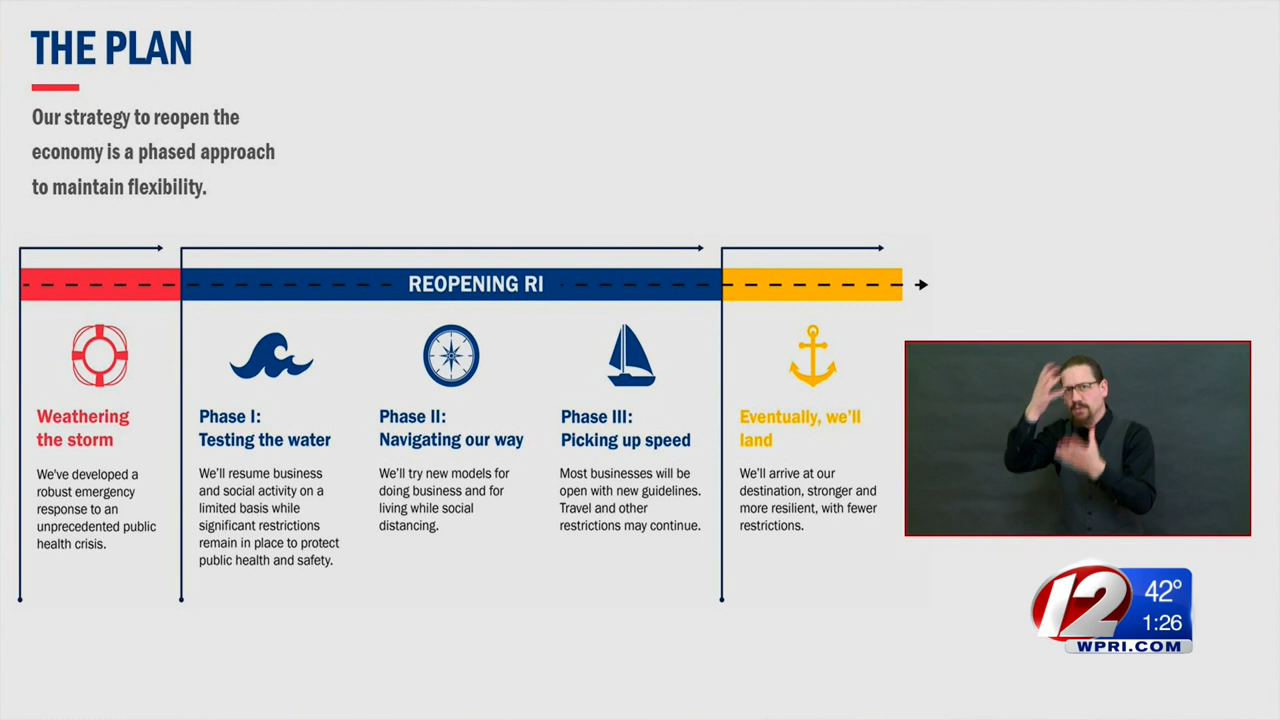 THE PLAN
Our strategy to reopen the
economy is a phased approach
to maintain flexibility.
REOPENING RI
Weathering
the storm
We've developed a
robust emergency
response to an
unprecedented public
health crisis.
Phase I:
Testing the water
We'll resume business
and social activity on a
limited basis while
significant restrictions
remain in place to protect
public health and safety.
Phase II:
Navigating our way
We'll try new models for
doing business and for
living while social
distancing.
Phase III:
Picking up speed
Most businesses will be
open with new guidelines.
Travel and other
restrictions may continue.
Eventually, we'll
land
We'll arrive at our
destination, stronger and
more resilient, with fewer
restrictions.
12
42°
1:26
WPRI.COM